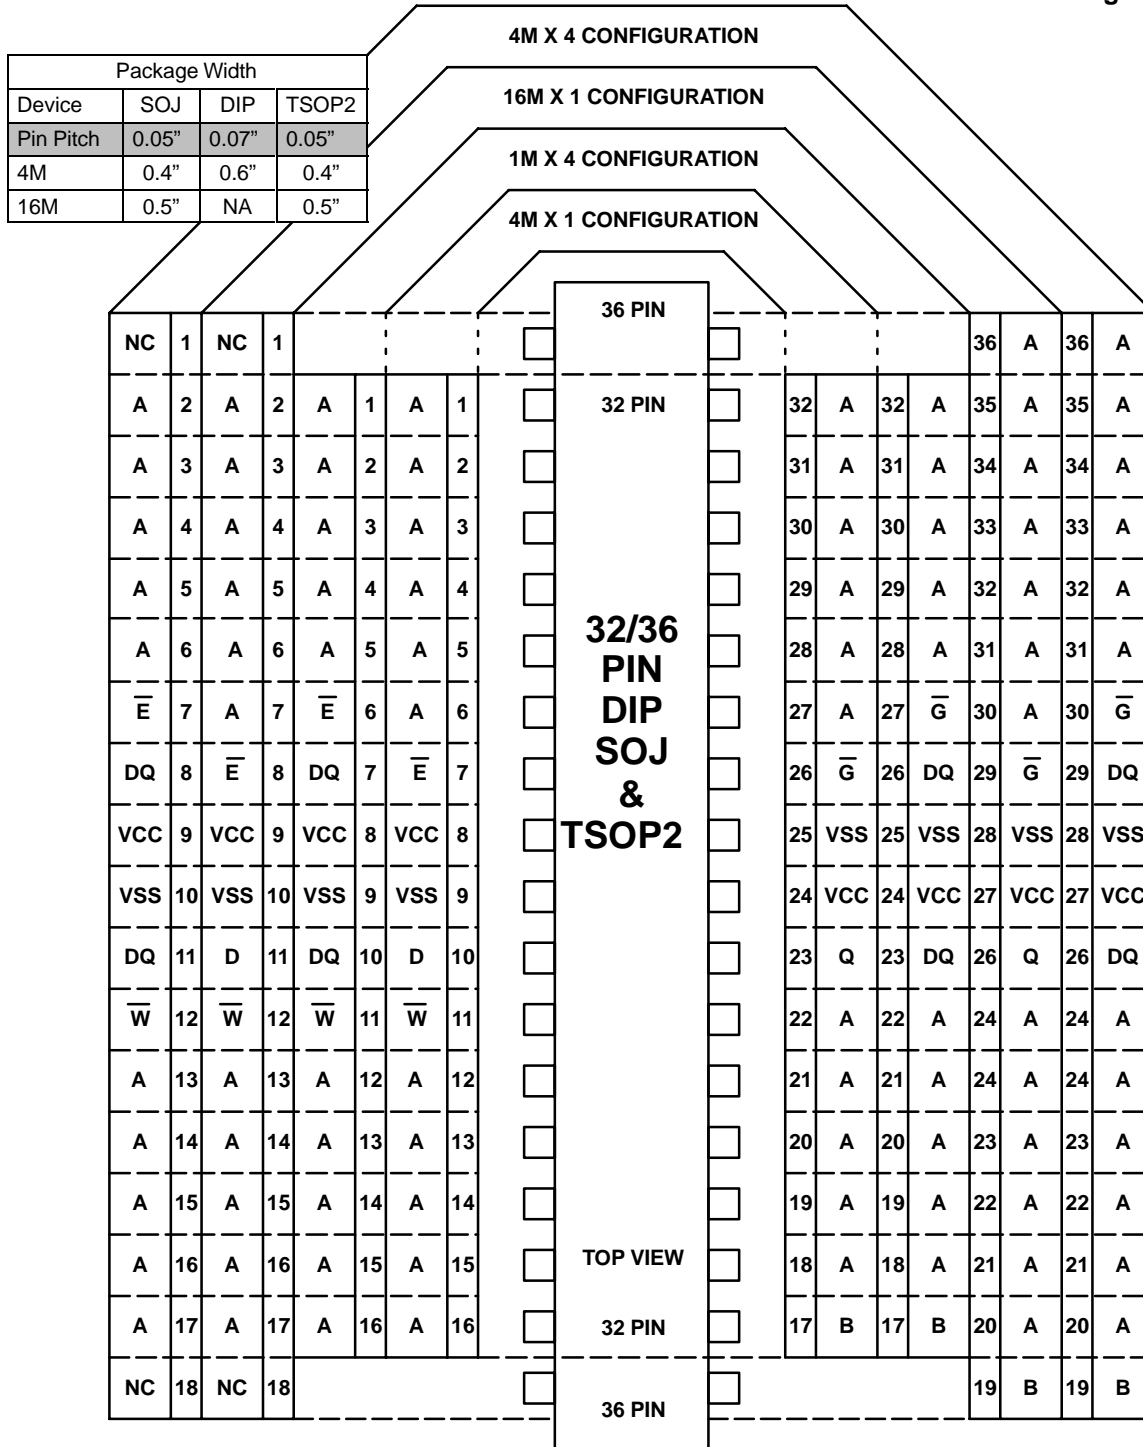 4M X 4 CONFIGURATION
16M X 1 CONFIGURATION
1M X 4 CONFIGURATION
4M X 1 CONFIGURATION
Package Width
Device SOJ DIP TSOP2
Pin Pitch 0.05” 0.07” 0.05”
4M 0.4” 0.6” 0.4”
16M 0.5” NA 0.5”
36 PIN
NC 1 NC 1 36 A 36 A
A 2 A 2 A 1 A 1 32 PIN 32 A 32 A 35 A 35 A
A 3 A 3 A 2 A 2 31 A 31 A 34 A 34 A
A 4 A 4 A 3 A 3 30 A 30 A 33 A 33 A
A 5 A 5 A 4 A 4 29 A 29 A 32 A 32 A
A 6 A 6 A 5 A 5 28 A 28 A 31 A 31 A
E̅ 7 A 7 E̅ 6 A 6 27 A 27 G̅ 30 A 30 G̅
DQ 8 E̅ 8 DQ 7 E̅ 7 26 G̅ 26 DQ 29 G̅ 29 DQ
VCC 9 VCC 9 VCC 8 VCC 8 25 VSS 25 VSS 28 VSS 28 VSS
VSS 10 VSS 10 VSS 9 VSS 9 24 VCC 24 VCC 27 VCC 27 VCC
DQ 11 D 11 DQ 10 D 10 23 Q 23 DQ 26 Q 26 DQ
W̅ 12 W̅ 12 W̅ 11 W̅ 11 22 A 22 A 24 A 24 A
A 13 A 13 A 12 A 12 21 A 21 A 24 A 24 A
A 14 A 14 A 13 A 13 20 A 20 A 23 A 23 A
A 15 A 15 A 14 A 14 19 A 19 A 22 A 22 A
A 16 A 16 A 15 A 15 TOP VIEW 18 A 18 A 21 A 21 A
A 17 A 17 A 16 A 16 32 PIN 17 B 17 B 20 A 20 A
NC 18 NC 18 19 B 19 B
36 PIN
32/36
PIN
DIP
SOJ
&
TSOP2